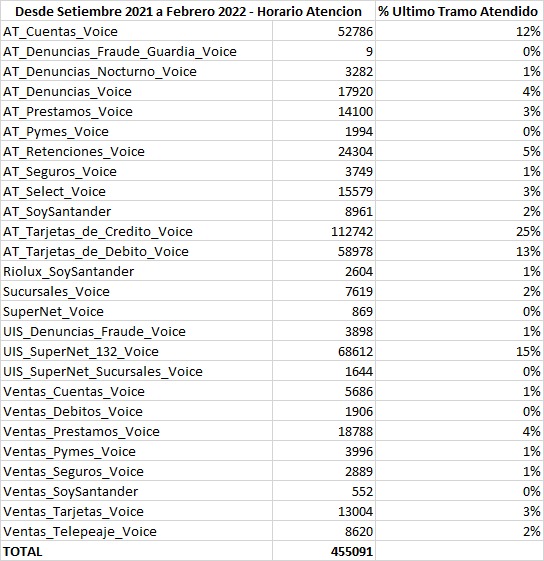 Desde Setiembre 2021 a Febrero 2022 - Horario Atencion % Ultimo Tramo Atendido
AT_Cuentas_Voice 52786 12%
AT_Denuncias_Fraude_Guardia_Voice 9 0%
AT_Denuncias_Nocturno_Voice 3282 1%
AT_Denuncias_Voice 17920 4%
AT_Prestamos_Voice 14100 3%
AT_Pymes_Voice 1994 0%
AT_Retenciones_Voice 24304 5%
AT_Seguros_Voice 3749 1%
AT_Select_Voice 15579 3%
AT_SoySantander 8961 2%
AT_Tarjetas_de_Credito_Voice 112742 25%
AT_Tarjetas_de_Debito_Voice 58978 13%
Riolux_SoySantander 2604 1%
Sucursales_Voice 7619 2%
SuperNet_Voice 869 0%
UIS_Denuncias_Fraude_Voice 3898 1%
UIS_SuperNet_132_Voice 68612 15%
UIS_SuperNet_Sucursales_Voice 1644 0%
Ventas_Cuentas_Voice 5686 1%
Ventas_Debitos_Voice 1906 0%
Ventas_Prestamos_Voice 18788 4%
Ventas_Pymes_Voice 3996 1%
Ventas_Seguros_Voice 2889 1%
Ventas_SoySantander 552 0%
Ventas_Tarjetas_Voice 13004 3%
Ventas_Telepeaje_Voice 8620 2%
TOTAL 455091